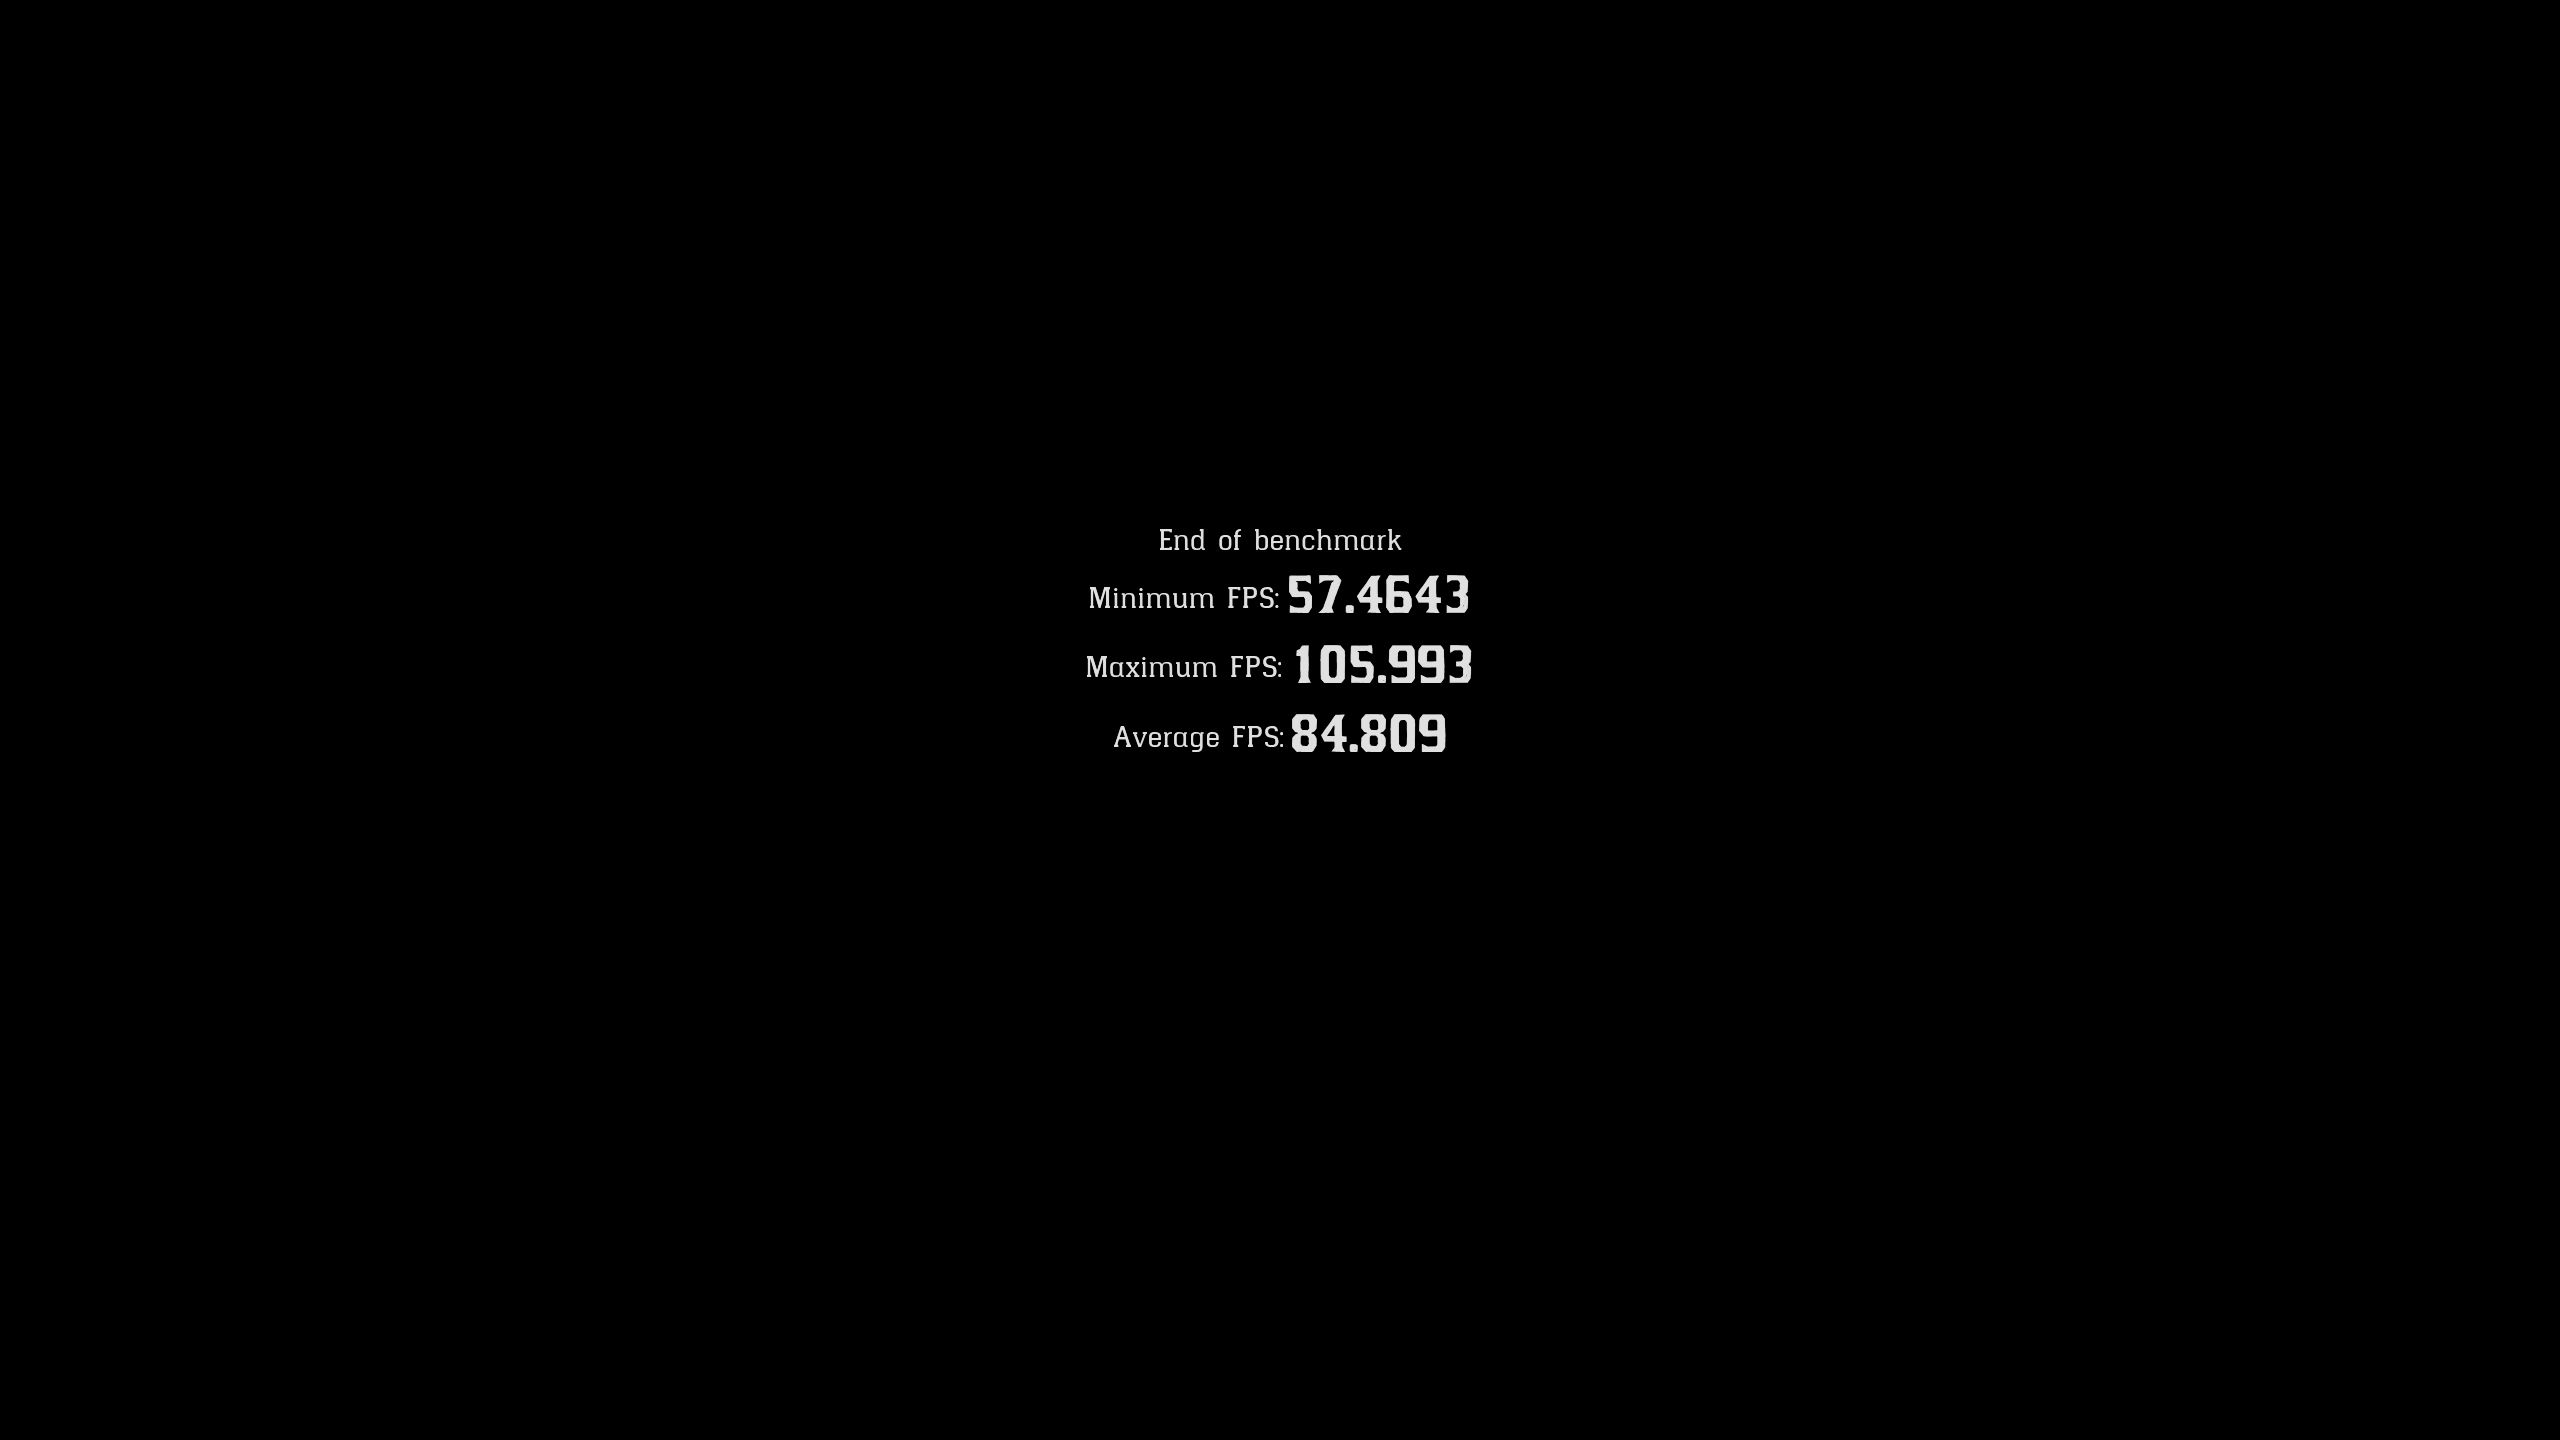 End of benchmark
Minimum FPS: 57.4643
Maximum FPS: 105.993
Average FPS: 84.809